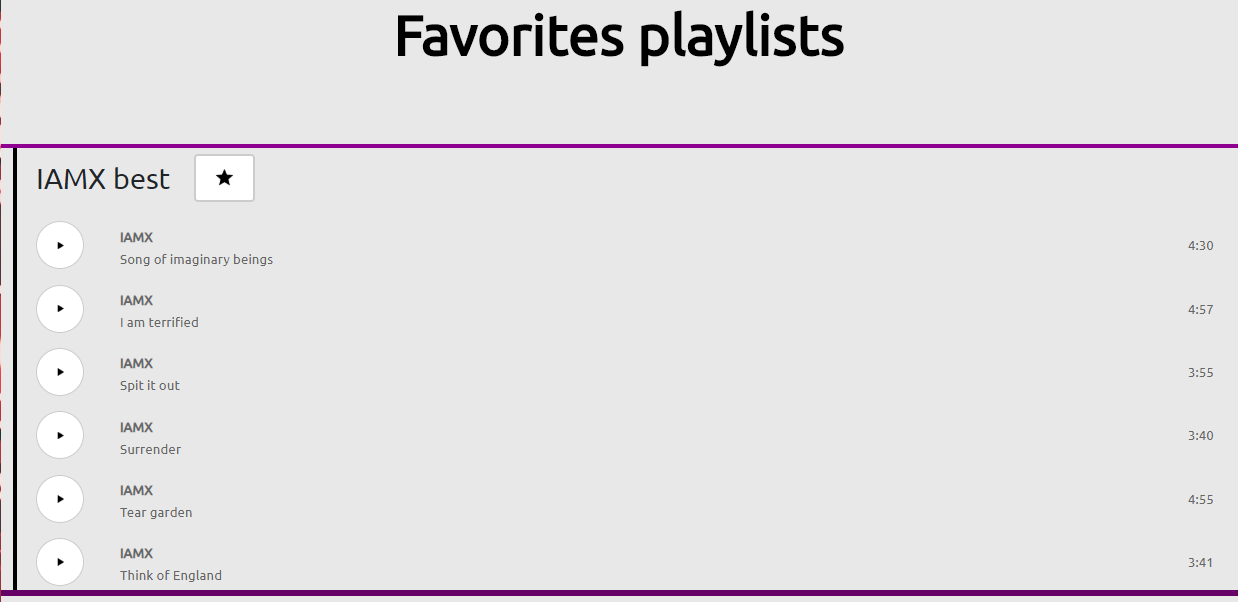 Favorites playlists
IAMX best
IAMX
Song of imaginary beings
4:30
IAMX
I am terrified
4:57
IAMX
Spit it out
3:55
IAMX
Surrender
3:40
IAMX
Tear garden
4:55
IAMX
Think of England
3:41